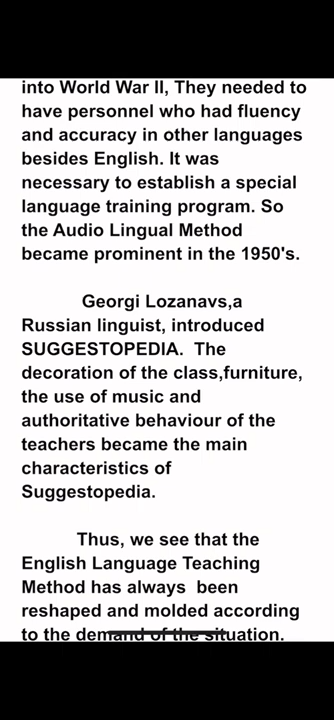 into World War II, They needed to
have personnel who had fluency
and accuracy in other languages
besides English. It was
necessary to establish a special
language training program. So
the Audio Lingual Method
became prominent in the 1950's.
Georgi Lozanavs,a
Russian linguist, introduced
SUGGESTOPEDIA. The
decoration of the class,furniture,
the use of music and
authoritative behaviour of the
teachers became the main
characteristics of
Suggestopedia.
Thus, we see that the
English Language Teaching
Method has always been
reshaped and molded according
to the demand of the situation.